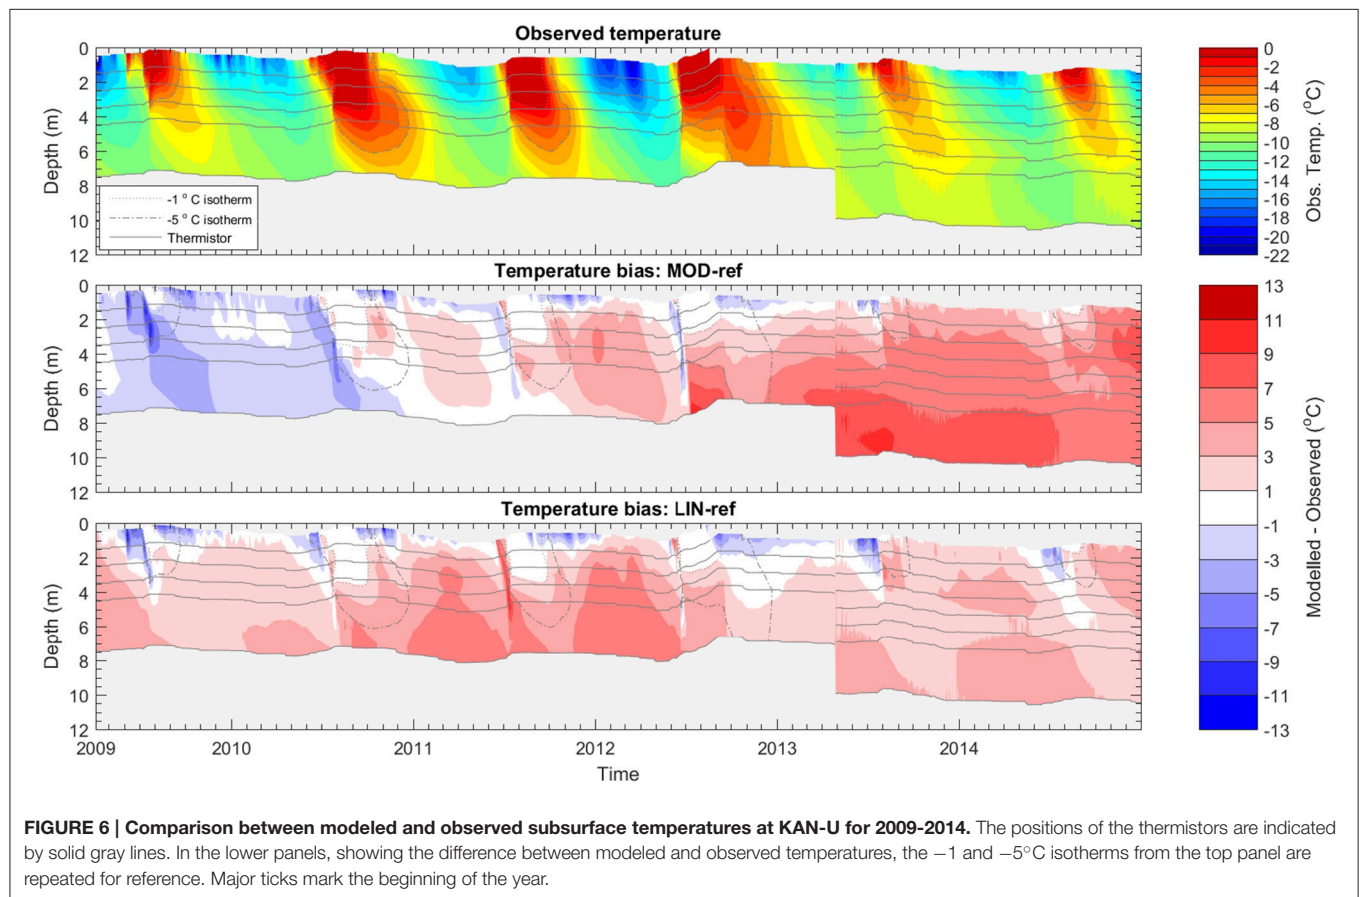 Observed temperature
0
2
4
6
8
10
12
Depth (m)
-1 ° C isotherm
-5 ° C isotherm
Thermistor
0
-2
-4
-6
-8
-10
-12
-14
-16
-18
-20
-22
Obs. Temp. (°C)
Temperature bias: MOD-ref
0
2
4
6
8
10
12
Depth (m)
Temperature bias: LIN-ref
0
2
4
6
8
10
12
Depth (m)
2009 2010 2011 2012 2013 2014
Time
13
11
9
7
5
3
1
-1
-3
-5
-7
-9
-11
-13
Modelled - Observed (°C)
FIGURE 6 | Comparison between modeled and observed subsurface temperatures at KAN-U for 2009-2014. The positions of the thermistors are indicated
by solid gray lines. In the lower panels, showing the difference between modeled and observed temperatures, the −1 and −5°C isotherms from the top panel are
repeated for reference. Major ticks mark the beginning of the year.